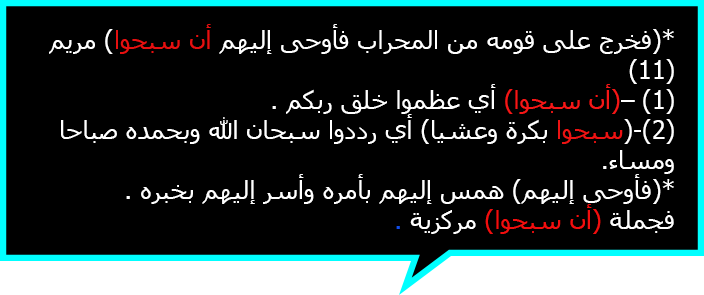 *(فخرج على قومه من المحراب فأوحى إليهم أن سبحوا) مريم
(11)
(1) –(أن سبحوا) أي عظموا خلق ربكم .
(2)-(سبحوا بكرة وعشيا) أي رددوا سبحان الله وبحمده صباحا
ومساء.
*(فأوحى إليهم) همس إليهم بأمره وأسر إليهم بخبره .
فجملة (أن سبحوا) مركزية .